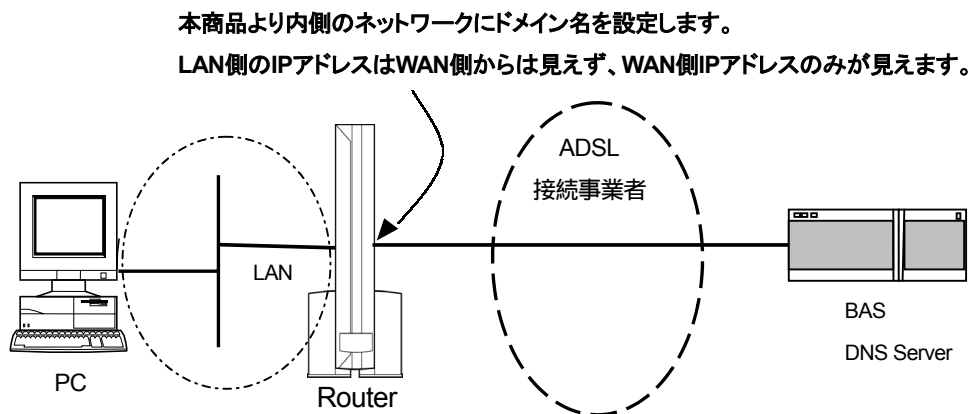 本商品より内側のネットワークにドメイン名を設定します。
LAN側のIPアドレスはWAN側からは見えず、WAN側IPアドレスのみが見えます。
ADSL
接続事業者
LAN
BAS
DNS Server
PC
Router